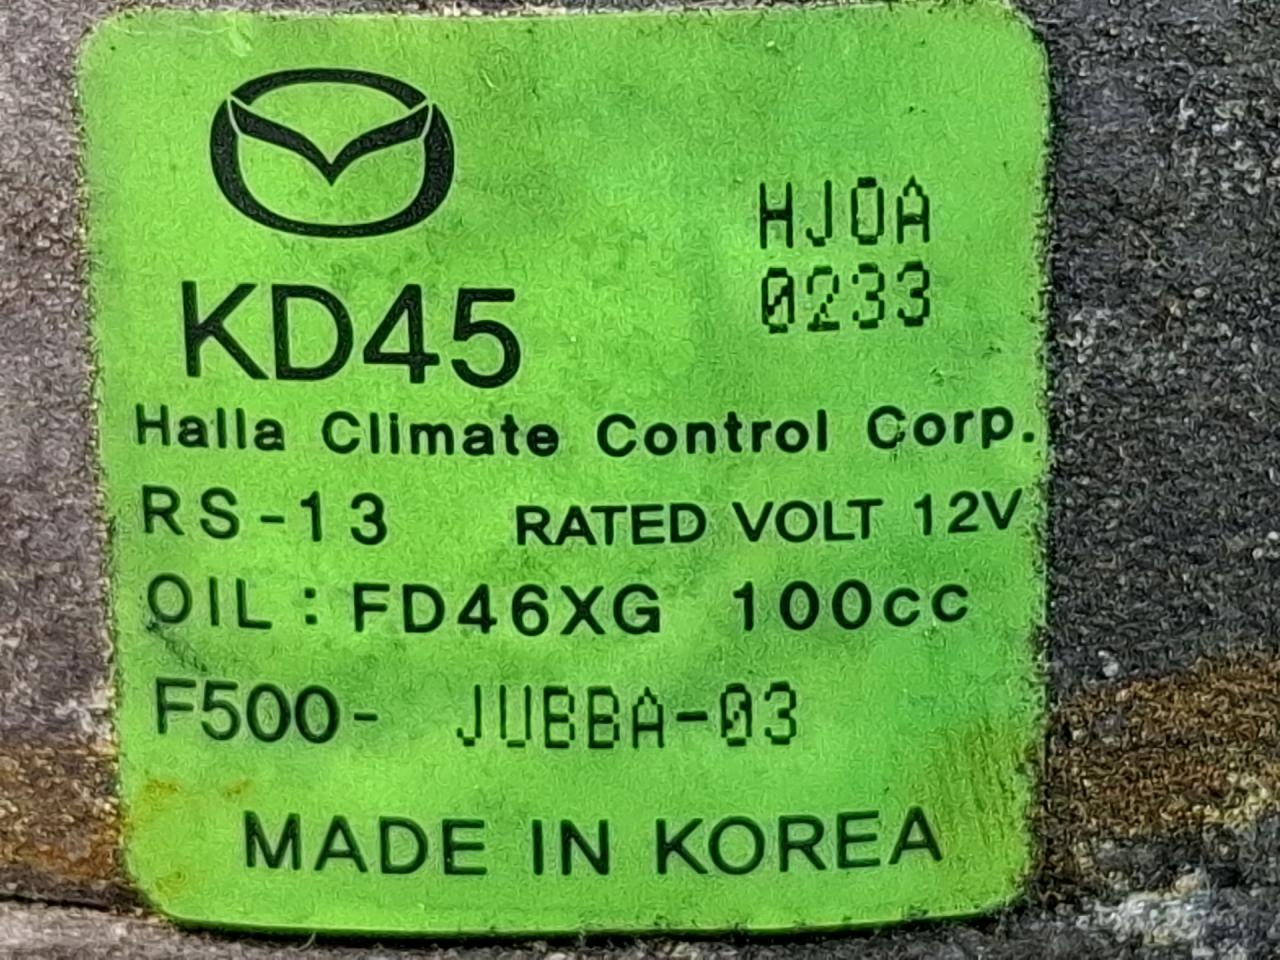 HJ0A
0233
KD45
Halla Climate Control Corp.
RS-13 RATED VOLT 12V
OIL : FD46XG 100cc
F500- JUBBA-03
MADE IN KOREA